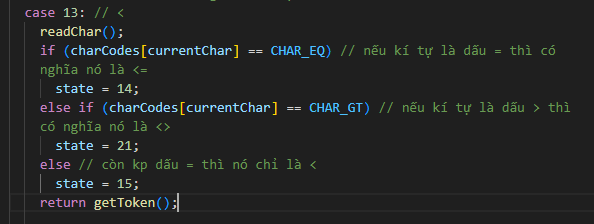 case 13: // <
readChar();
if (charCodes[currentChar] == CHAR_EQ) // nếu kí tự là dấu = thì có
nghĩa nó là <=
state = 14;
else if (charCodes[currentChar] == CHAR_GT) // nếu kí tự là dấu > thì
có nghĩa nó là <>
state = 21;
else // còn kp dấu = thì nó chỉ là <
state = 15;
return getToken();